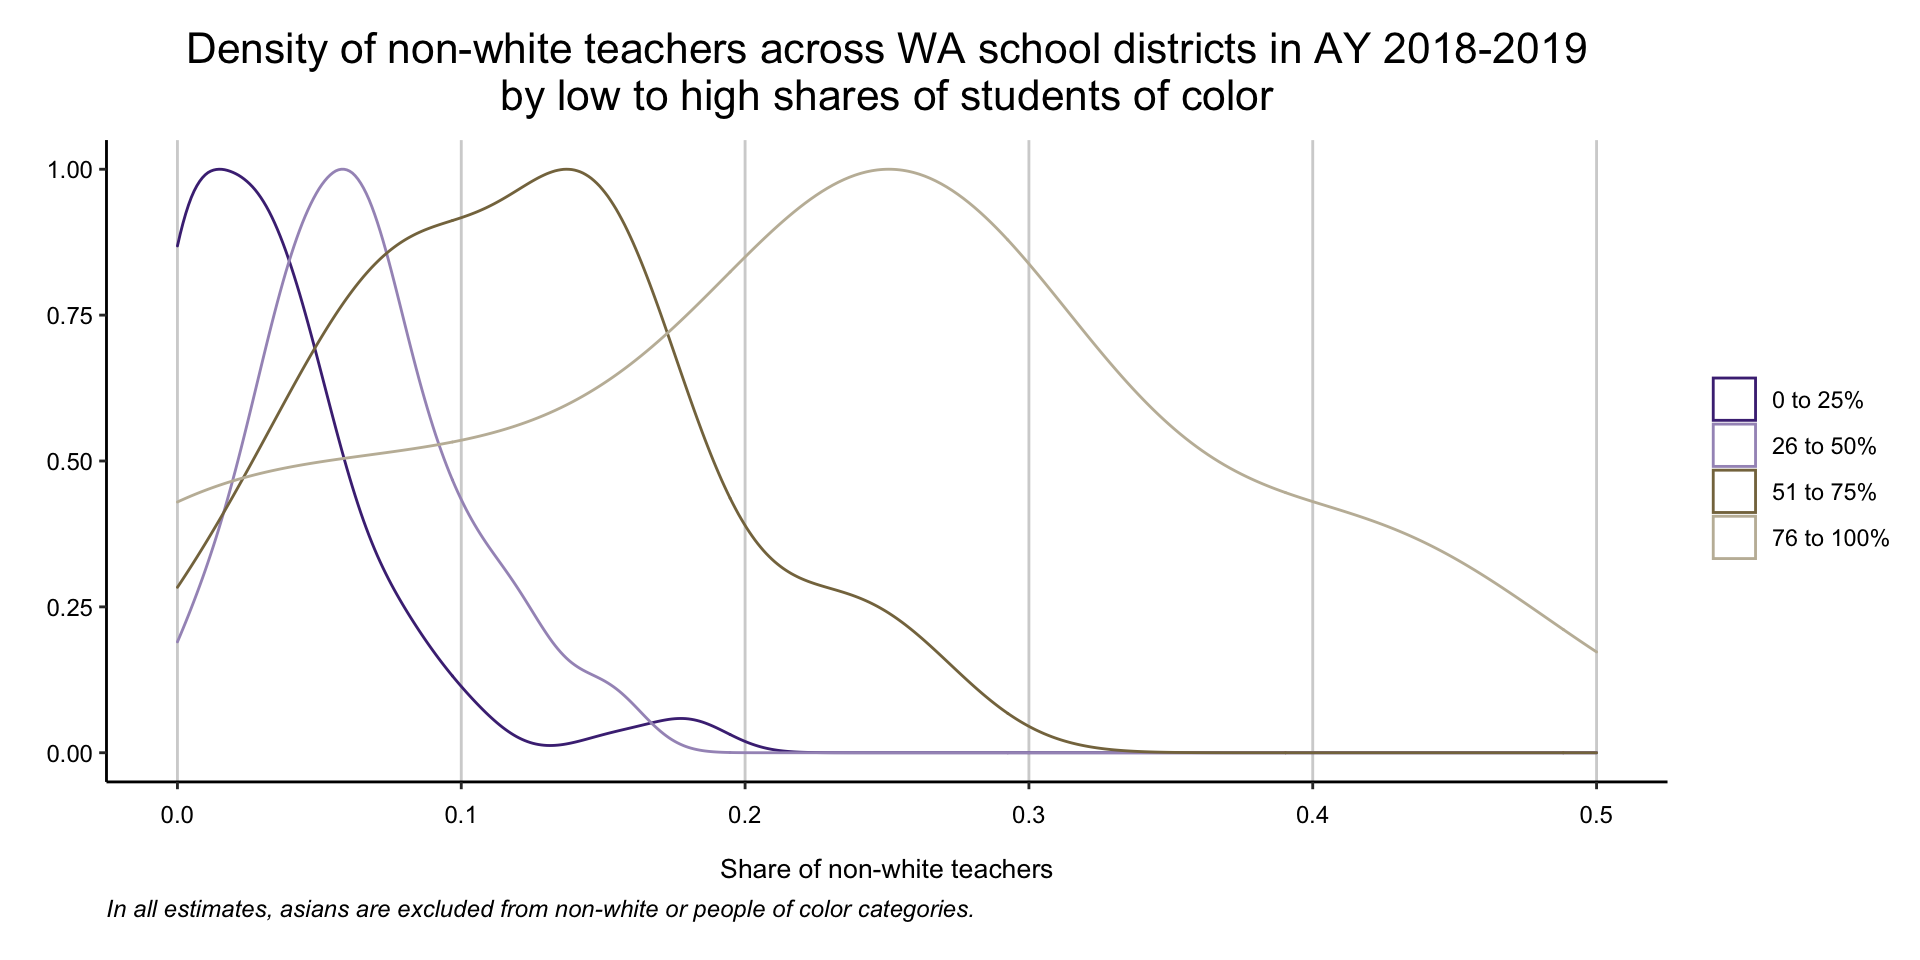 Density of non-white teachers across WA school districts in AY 2018-2019
by low to high shares of students of color
1.00
0.75
0.50
0.25
0.00
0.0
0.1
0.2
0.3
0.4
0.5
Share of non-white teachers
0 to 25%
26 to 50%
51 to 75%
76 to 100%
In all estimates, asians are excluded from non-white or people of color categories.